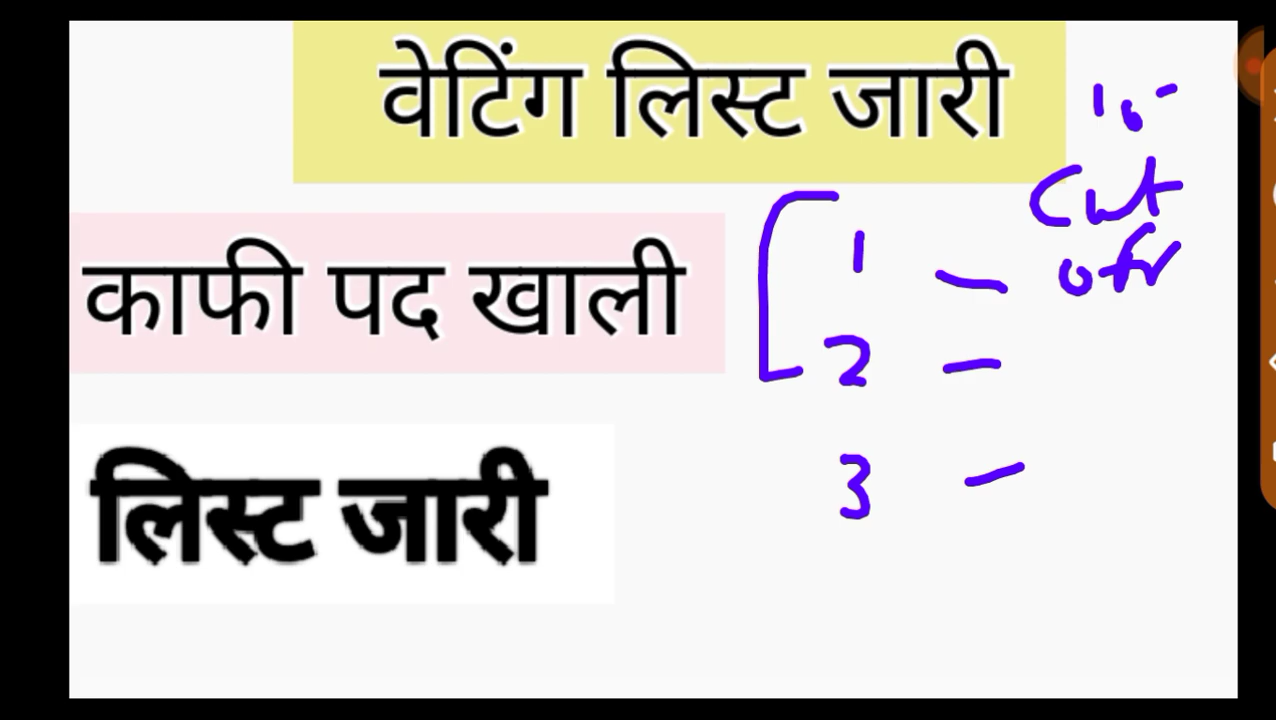 वेटिंग लिस्ट जारी
Cut
off
काफी पद खाली
1 -
2 -
लिस्ट जारी
3 -